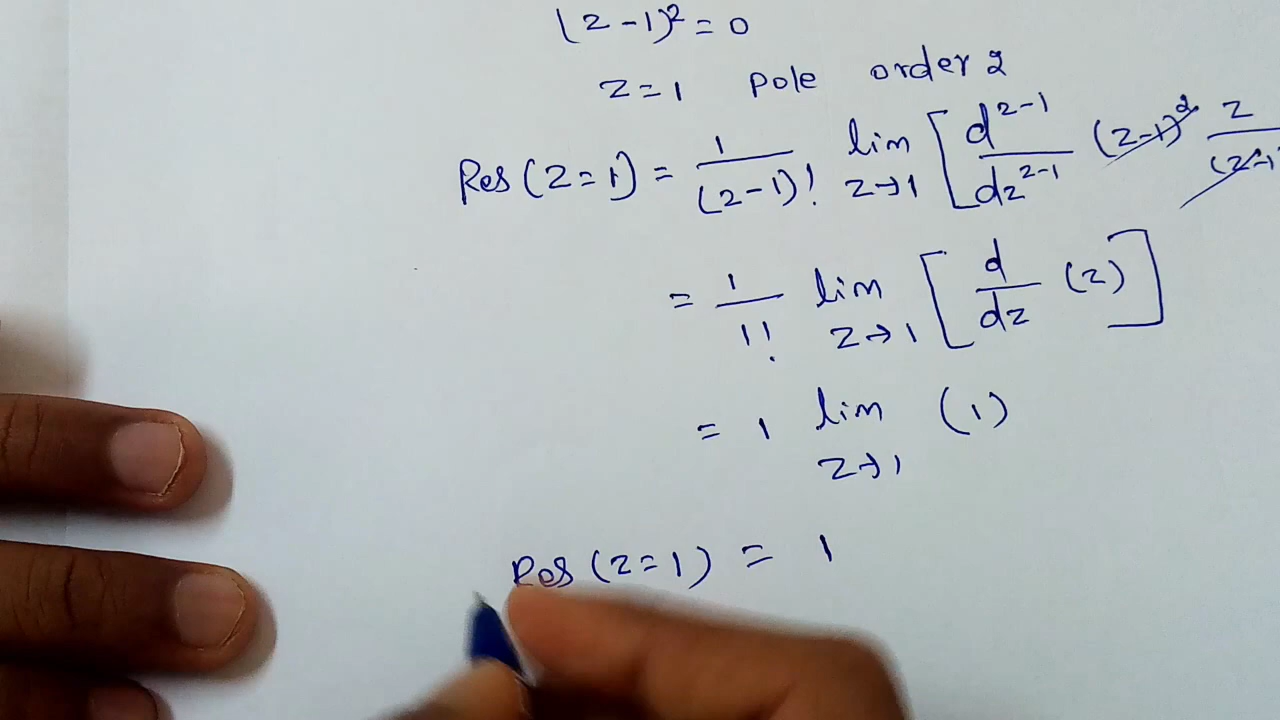 (z-1)² = 0
z=1 pole order 2
Res(z=1) = 1/(2-1)! lim z→1 [d^{2-1}/dz^{2-1} (z-1)² z/(z-1)
= 1/1! lim z→1 [d/dz (z)]
= 1 lim z→1 (1)
Res(z=1) = 1